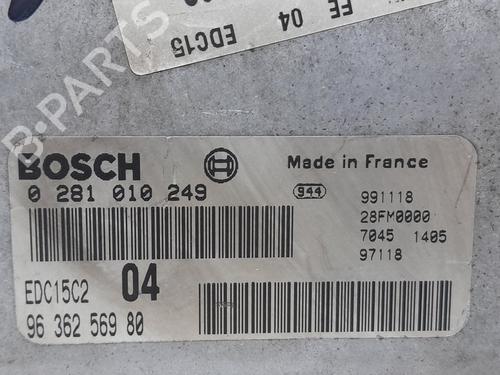 EE 04
EDC15
B-PARTS
BOSCH
Made in France
0 281 010 249
944
991118
28FM0000
7045 1405
97118
EDC15C2 04
96 362 569 80